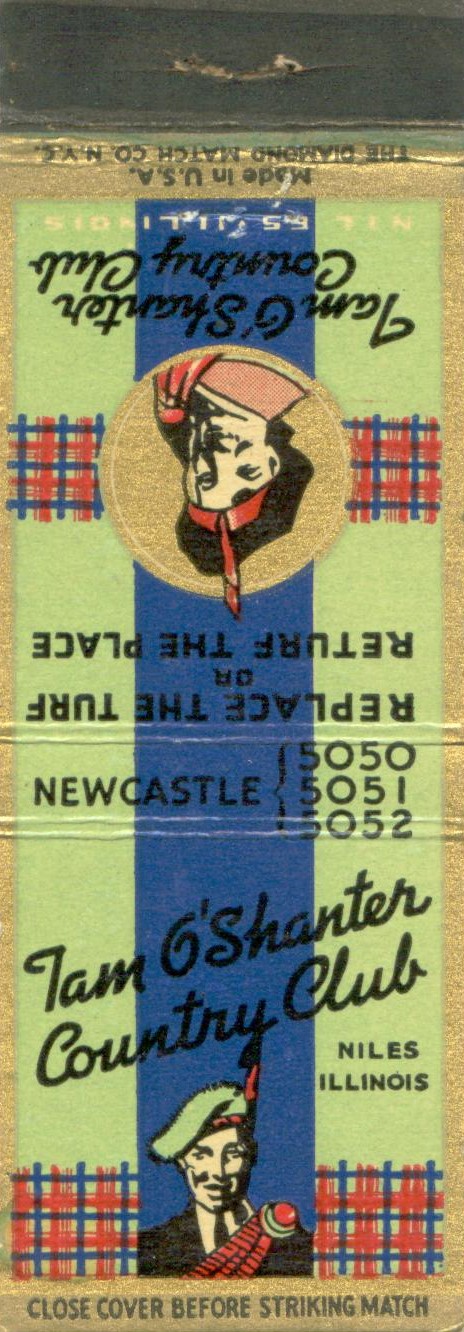 THE DIAMOND MATCH CO. N.Y.C.
Made in U.S.A.
NILES ILLINOIS
Tam O'Shanter
Country Club
RETURF THE PLACE
OR
REPLACE THE TURF
NEWCASTLE { 5050
5051
5052
Tam O'Shanter
Country Club
NILES
ILLINOIS
CLOSE COVER BEFORE STRIKING MATCH